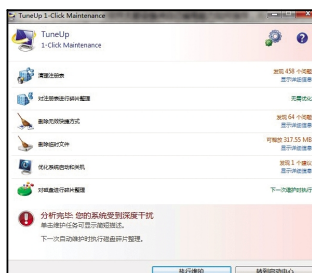 TuneUp 1-Click Maintenance
TuneUp
1-Click Maintenance
清理注册表
发现 458 个问题
显示详细信息
对注册表进行碎片整理
无需优化
删除无效快捷方式
发现 64 个问题
显示详细信息
删除临时文件
可释放 317.55 MB
显示详细信息
优化系统启动和关机
发现 1 个建议
显示详细信息
对磁盘进行碎片整理
下一次维护时执行
分析完毕: 您的系统受到深度干扰
单击维护任务可显示简短描述。
下一次自动维护时执行磁盘碎片整理。
执行维护
转到启动中心